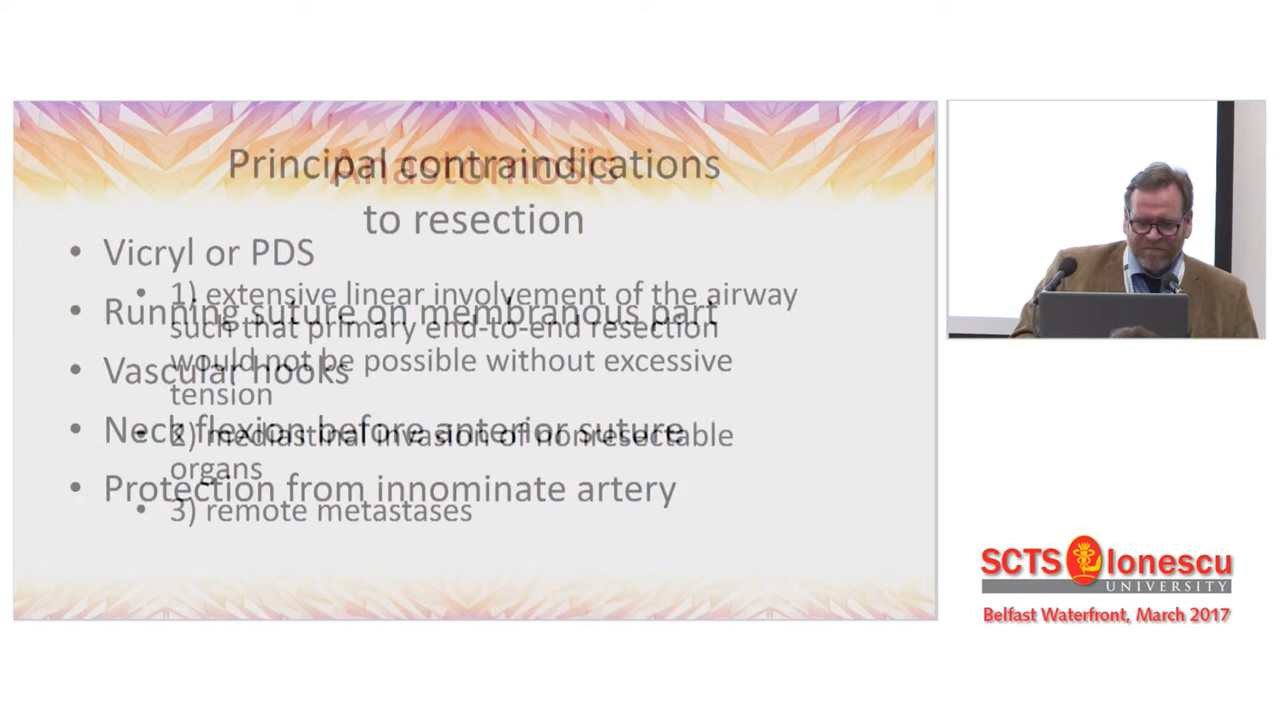 Principal contraindications
to resection
• 1) extensive linear involvement of the airway
such that primary end-to-end resection
would not be possible without excessive
tension
• 2) mediastinal invasion of nonresectable
organs
• 3) remote metastases
Anastomosis
• Vicryl or PDS
• Running suture on membranous part
• Vascular hooks
• Neck flexion before anterior suture
• Protection from innominate artery
SCTS Ionescu
UNIVERSITY
Belfast Waterfront, March 2017